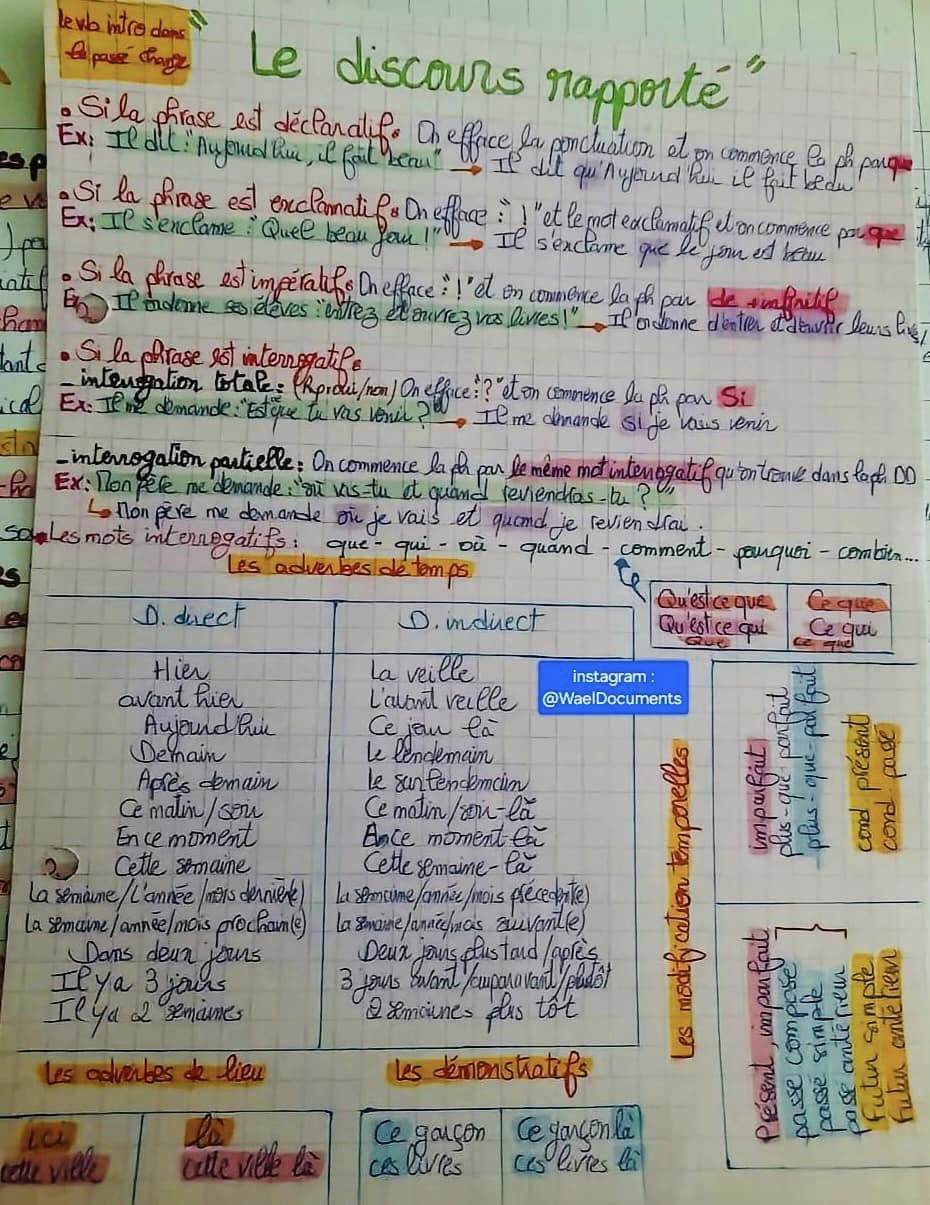 le vb intro dans
le passé change
" Le discours rapporté "
• Si la phrase est déclaratif • On efface la ponctuation et on commence la ph par que
Ex: Il dit : "Aujourd'hui, il fait beau" → Il dit qu'Aujourd'hui il fait beau
• Si la phrase est exclamatif • On efface : ! " et le mot exclamatif et on commence par que
Ex: Il s'exclame : "Quel beau jour !" → Il s'exclame que le jour est beau
• Si la phrase est impératif • On efface : ! " et on commence la ph par de + infinitif
Ex Il ordonne ses élèves "entrez et ouvrez vos livres !" → Il ordonne d'entrer et d'ouvrir leurs
• Si la phrase est interrogatif •
- interrogation totale : (Rp oui/non) On efface : ? " et on commence la ph par Si
Ex: Il me demande : "Est que tu vas venir ?" → Il me demande si je vais venir
- interrogation partielle : On commence la ph par le même mot interrogatif qu'on trouve dans la ph DD
Ex: Mon père me demande : "où vas-tu et quand reviendras-tu ?"
↳ Mon père me demande où je vais et quand je reviendrai .
• Les mots interrogatifs : que - qui - où - quand - comment - pourquoi - combien...
Les adverbes de temps
Qu'est ce que Ce que
Qu'est ce qui Ce qui
Que ce que
D. direct D. indirect
Hier La veille
avant hier L'avant veille
Aujourd'hui Ce jour là
Demain le lendemain
Après demain le surlendemain
Ce matin / soir Ce matin / soir-là
En ce moment En ce moment là
Cette semaine Cette semaine - là
La semaine / L'année / mois dernière) la semaine/année/mois précédent(e)
La semaine/année/mois prochain(e) la semaine/année/mois suivant(e)
Dans deux jours Deux jours plus tard / après
Il y a 3 jours 3 jours avant / auparavant / plutôt
Il y a 2 semaines 2 semaines plus tôt
instagram :
@WaelDocuments
Les modification temporelles
imparfait
plus-que parfait
plus-que-parfait
cond présent
cond passé
Présent, imparfait
passé composé
passé simple
passé antérieur
Futur simple
Futur antérieur
Les adverbes de lieu
ici là
cette ville cette ville là
Les démonstratifs
Ce garçon Ce garçon là
ces livres ces livres là